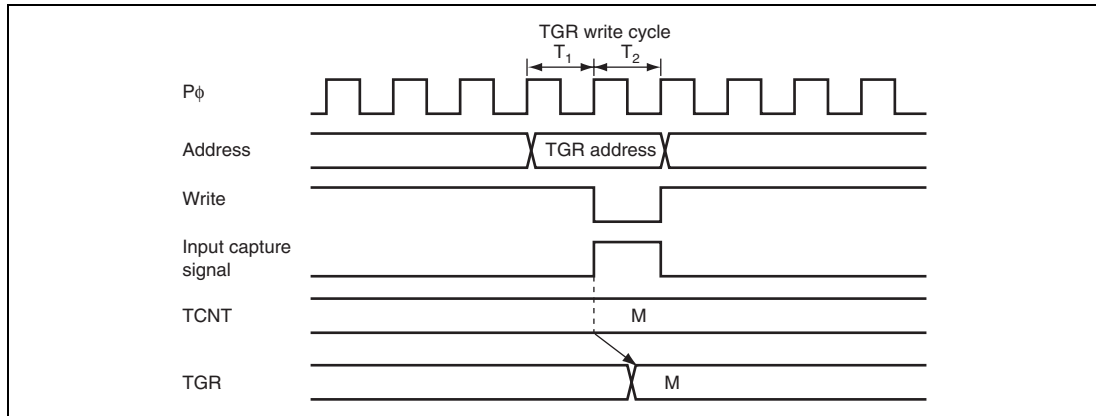 TGR write cycle
T₁ T₂
Pϕ
Address
TGR address
Write
Input capture
signal
TCNT
M
TGR
M